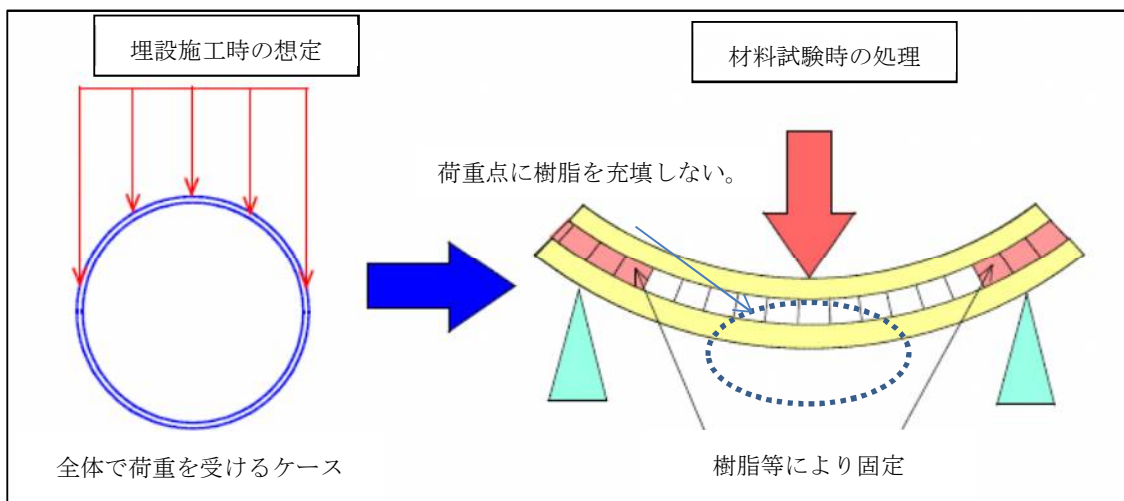 埋設施工時の想定
材料試験時の処理
荷重点に樹脂を充填しない。
全体で荷重を受けるケース
樹脂等により固定